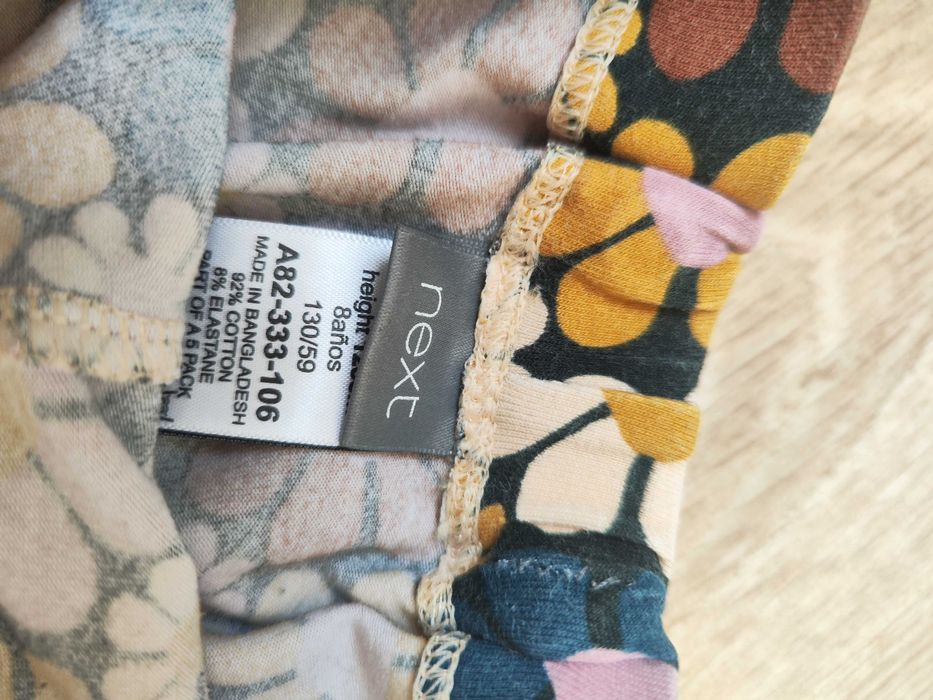 next
height
8años
130/59
A82-333-106
MADE IN BANGLADESH
92% COTTON
8% ELASTANE
PART OF A 5 PACK